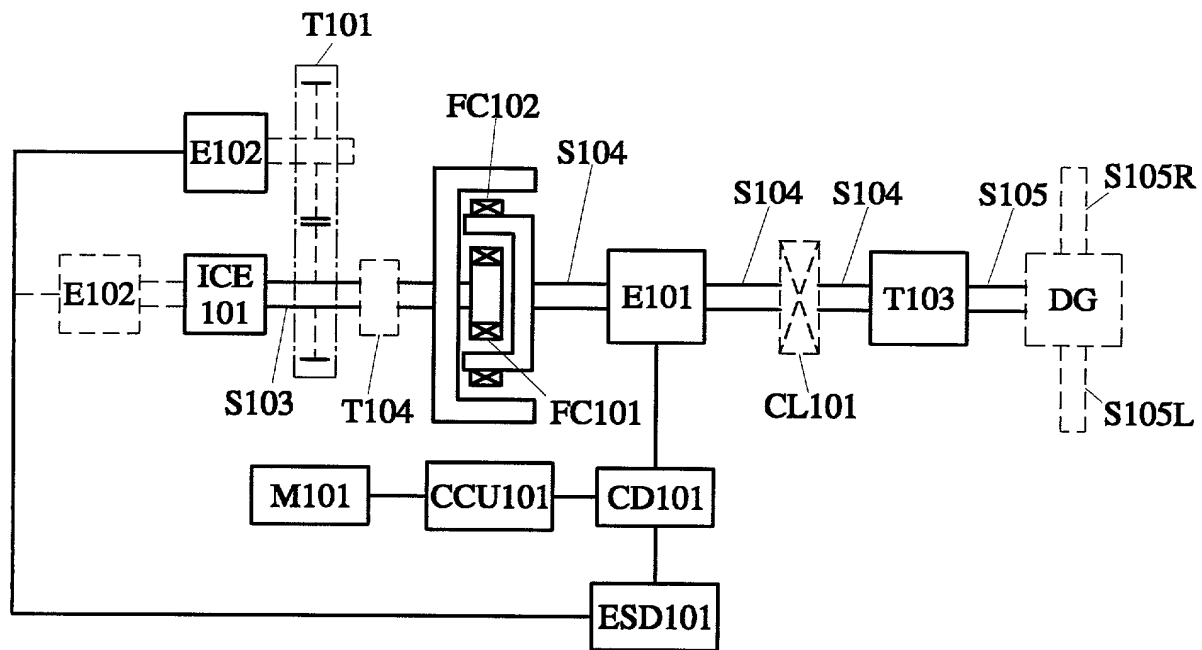 T101
FC102
E102
S104
S104
S104
S105
S105R
E102
ICE
101
E101
T103
DG
S103
T104
FC101
CL101
S105L
M101
CCU101
CD101
ESD101